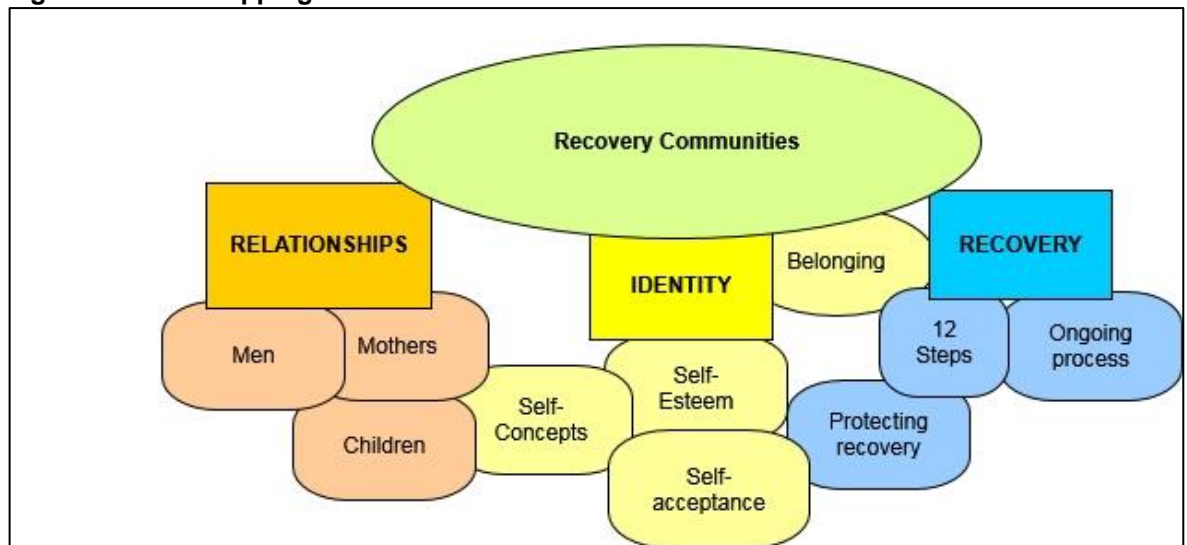 Recovery Communities
RELATIONSHIPS
IDENTITY
Belonging
RECOVERY
Men
Mothers
Children
Self-
Concepts
Self-
Esteem
Self-
acceptance
12
Steps
Ongoing
process
Protecting
recovery